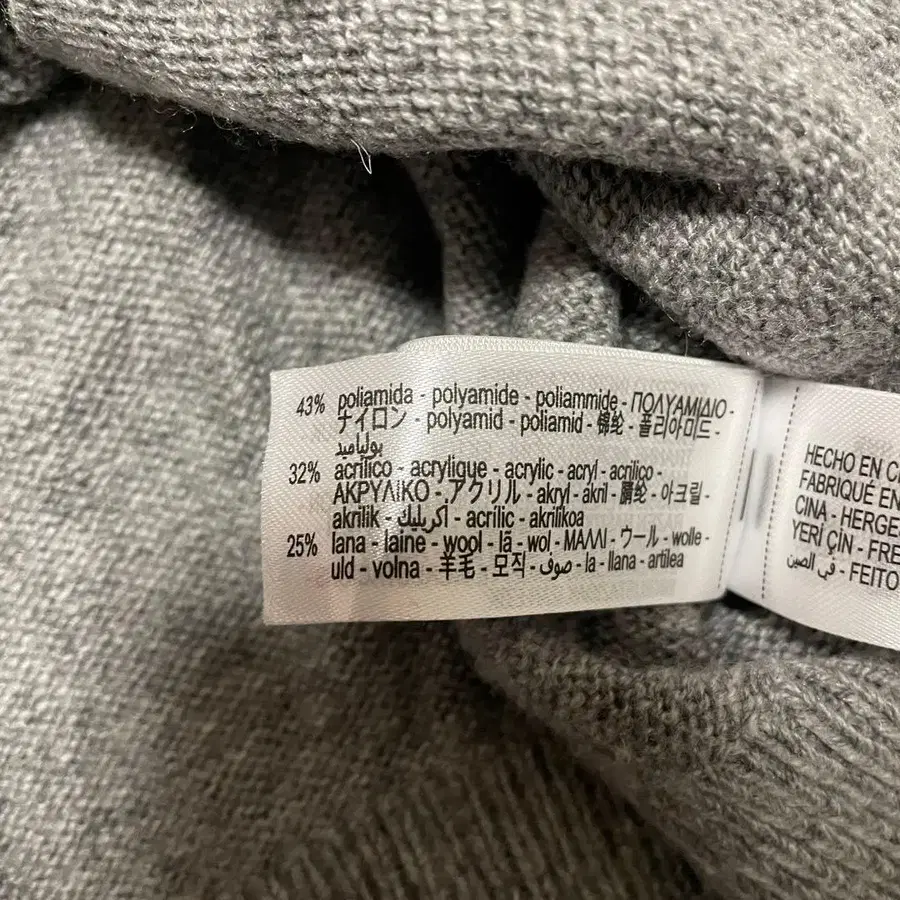 43% poliamida - polyamide - poliammide - ΠΟΛΥΑΜΙΔΙΟ -
ナイロン - polyamid - poliamid - 锦纶 - 폴리아미드 -
بولياميد
32% acrílico - acrylique - acrylic - acryl - acrilico -
ΑΚΡΥΛΙΚΟ - アクリル - akryl - akril - 腈纶 - 아크릴 -
akrilik - اكريليك - acrílic - akrilikoa
25% lana - laine - wool - lã - wol - ΜΑΛΛΙ - ウール - wolle -
uld - volna - 羊毛 - 모직 - صوف - la - llana - artilea
HECHO EN C
FABRIQUÉ EN
CINA - HERGE
YERİ ÇİN - FRE
في الصين - FEITO